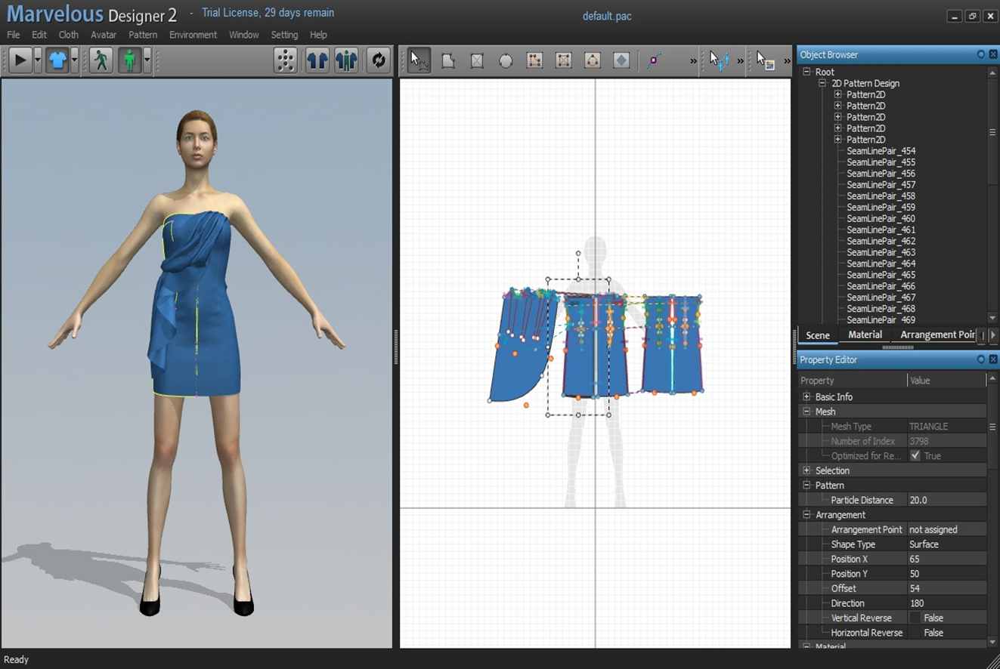 Marvelous Designer 2 - Trial License, 29 days remain
default.pac
File Edit Cloth Avatar Pattern Environment Window Setting Help
Object Browser
Root
2D Pattern Design
Pattern2D
Pattern2D
Pattern2D
Pattern2D
Pattern2D
SeamLinePair_454
SeamLinePair_455
SeamLinePair_456
SeamLinePair_457
SeamLinePair_458
SeamLinePair_459
SeamLinePair_460
SeamLinePair_461
SeamLinePair_462
SeamLinePair_463
SeamLinePair_464
SeamLinePair_465
SeamLinePair_466
SeamLinePair_467
SeamLinePair_468
SeamLinePair_469
Scene Material Arrangement Poir
Property Editor
Property Value
Basic Info
Mesh
Mesh Type TRIANGLE
Number of Index 3798
Optimized for Re... True
Selection
Pattern
Particle Distance 20.0
Arrangement
Arrangement Point not assigned
Shape Type Surface
Position X 65
Position Y 50
Offset 54
Direction 180
Vertical Reverse False
Horizontal Reverse False
Material
Ready